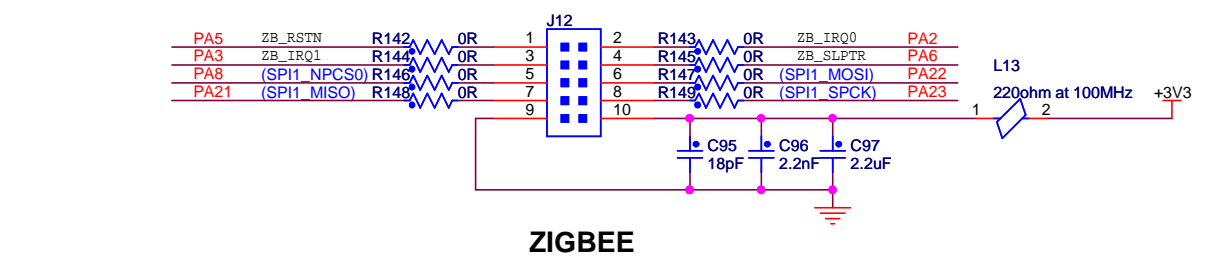 J12
PA5 ZB_RSTN R142 0R 1 2 R143 0R ZB_IRQ0 PA2
PA3 ZB_IRQ1 R144 0R 3 4 R145 0R ZB_SLPTR PA6
PA8 (SPI1_NPCS0) R146 0R 5 6 R147 0R (SPI1_MOSI) PA22
PA21 (SPI1_MISO) R148 0R 7 8 R149 0R (SPI1_SPCK) PA23
9 10
L13
220ohm at 100MHz +3V3
1 2
C95 C96 C97
18pF 2.2nF 2.2uF
ZIGBEE